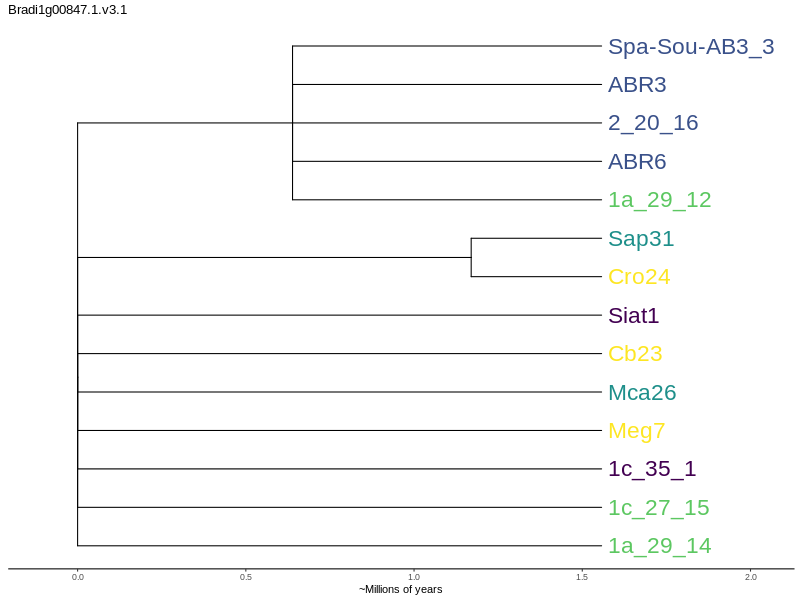 Bradi1g00847.1.v3.1
Spa-Sou-AB3_3
ABR3
2_20_16
ABR6
1a_29_12
Sap31
Cro24
Siat1
Cb23
Mca26
Meg7
1c_35_1
1c_27_15
1a_29_14
0.0 0.5 1.0 1.5 2.0
~Millions of years